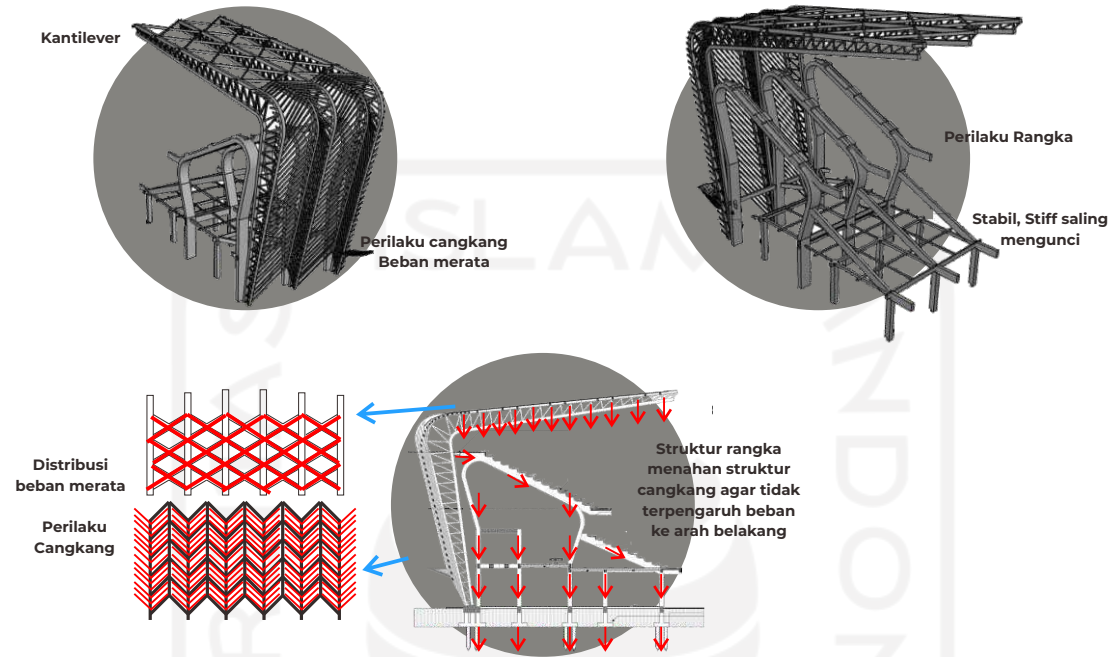 Kantilever
Perilaku cangkang
Beban merata
Perilaku Rangka
Stabil, Stiff saling
mengunci
Distribusi
beban merata
Perilaku
Cangkang
Struktur rangka
menahan struktur
cangkang agar tidak
terpengaruh beban
ke arah belakang